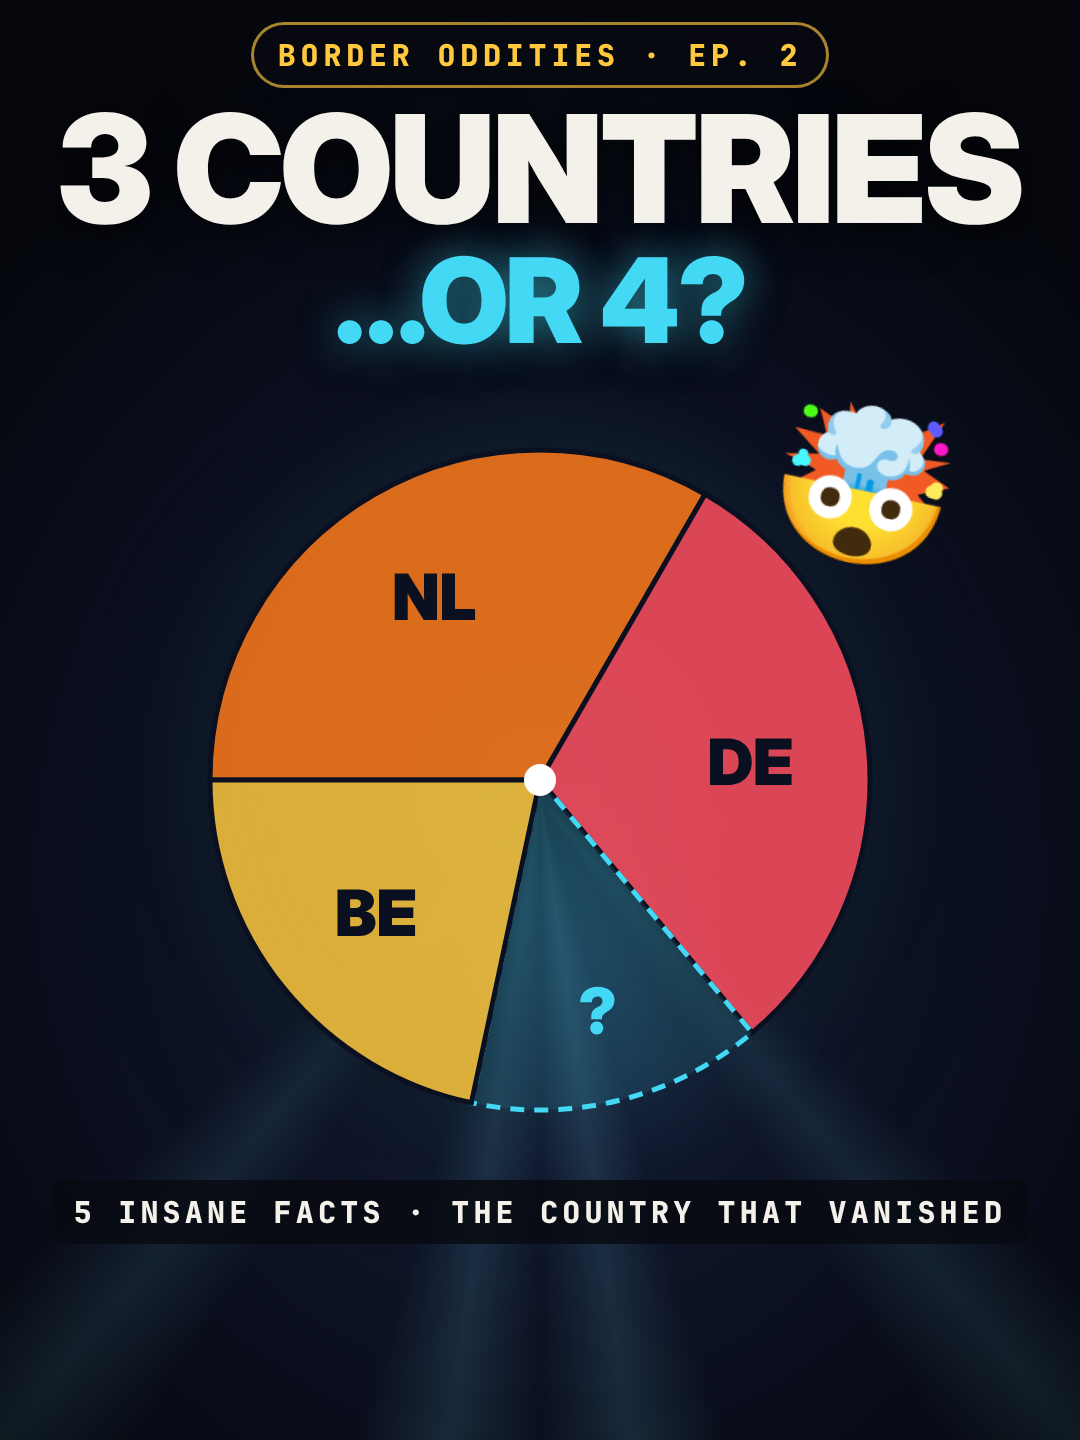 BORDER ODDITIES · EP. 2
3 COUNTRIES
...OR 4?
NL
DE
BE
?
5 INSANE FACTS · THE COUNTRY THAT VANISHED